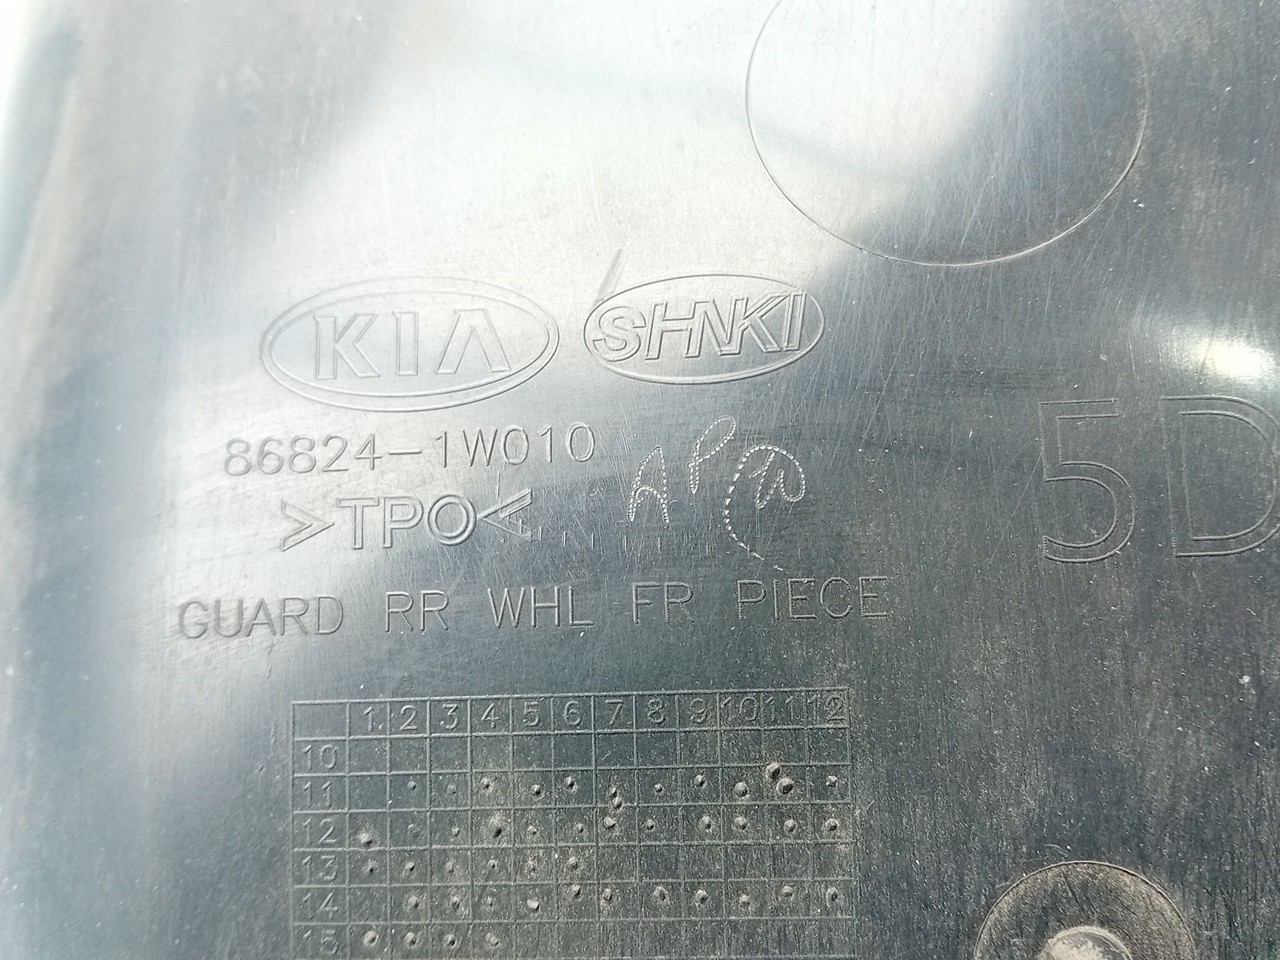 KIA SHNKI
86824-1W010
AP
>TPO<
5D
GUARD RR WHL FR PIECE
1 2 3 4 5 6 7 8 9 10 11 12
10
11
12
13
14
15